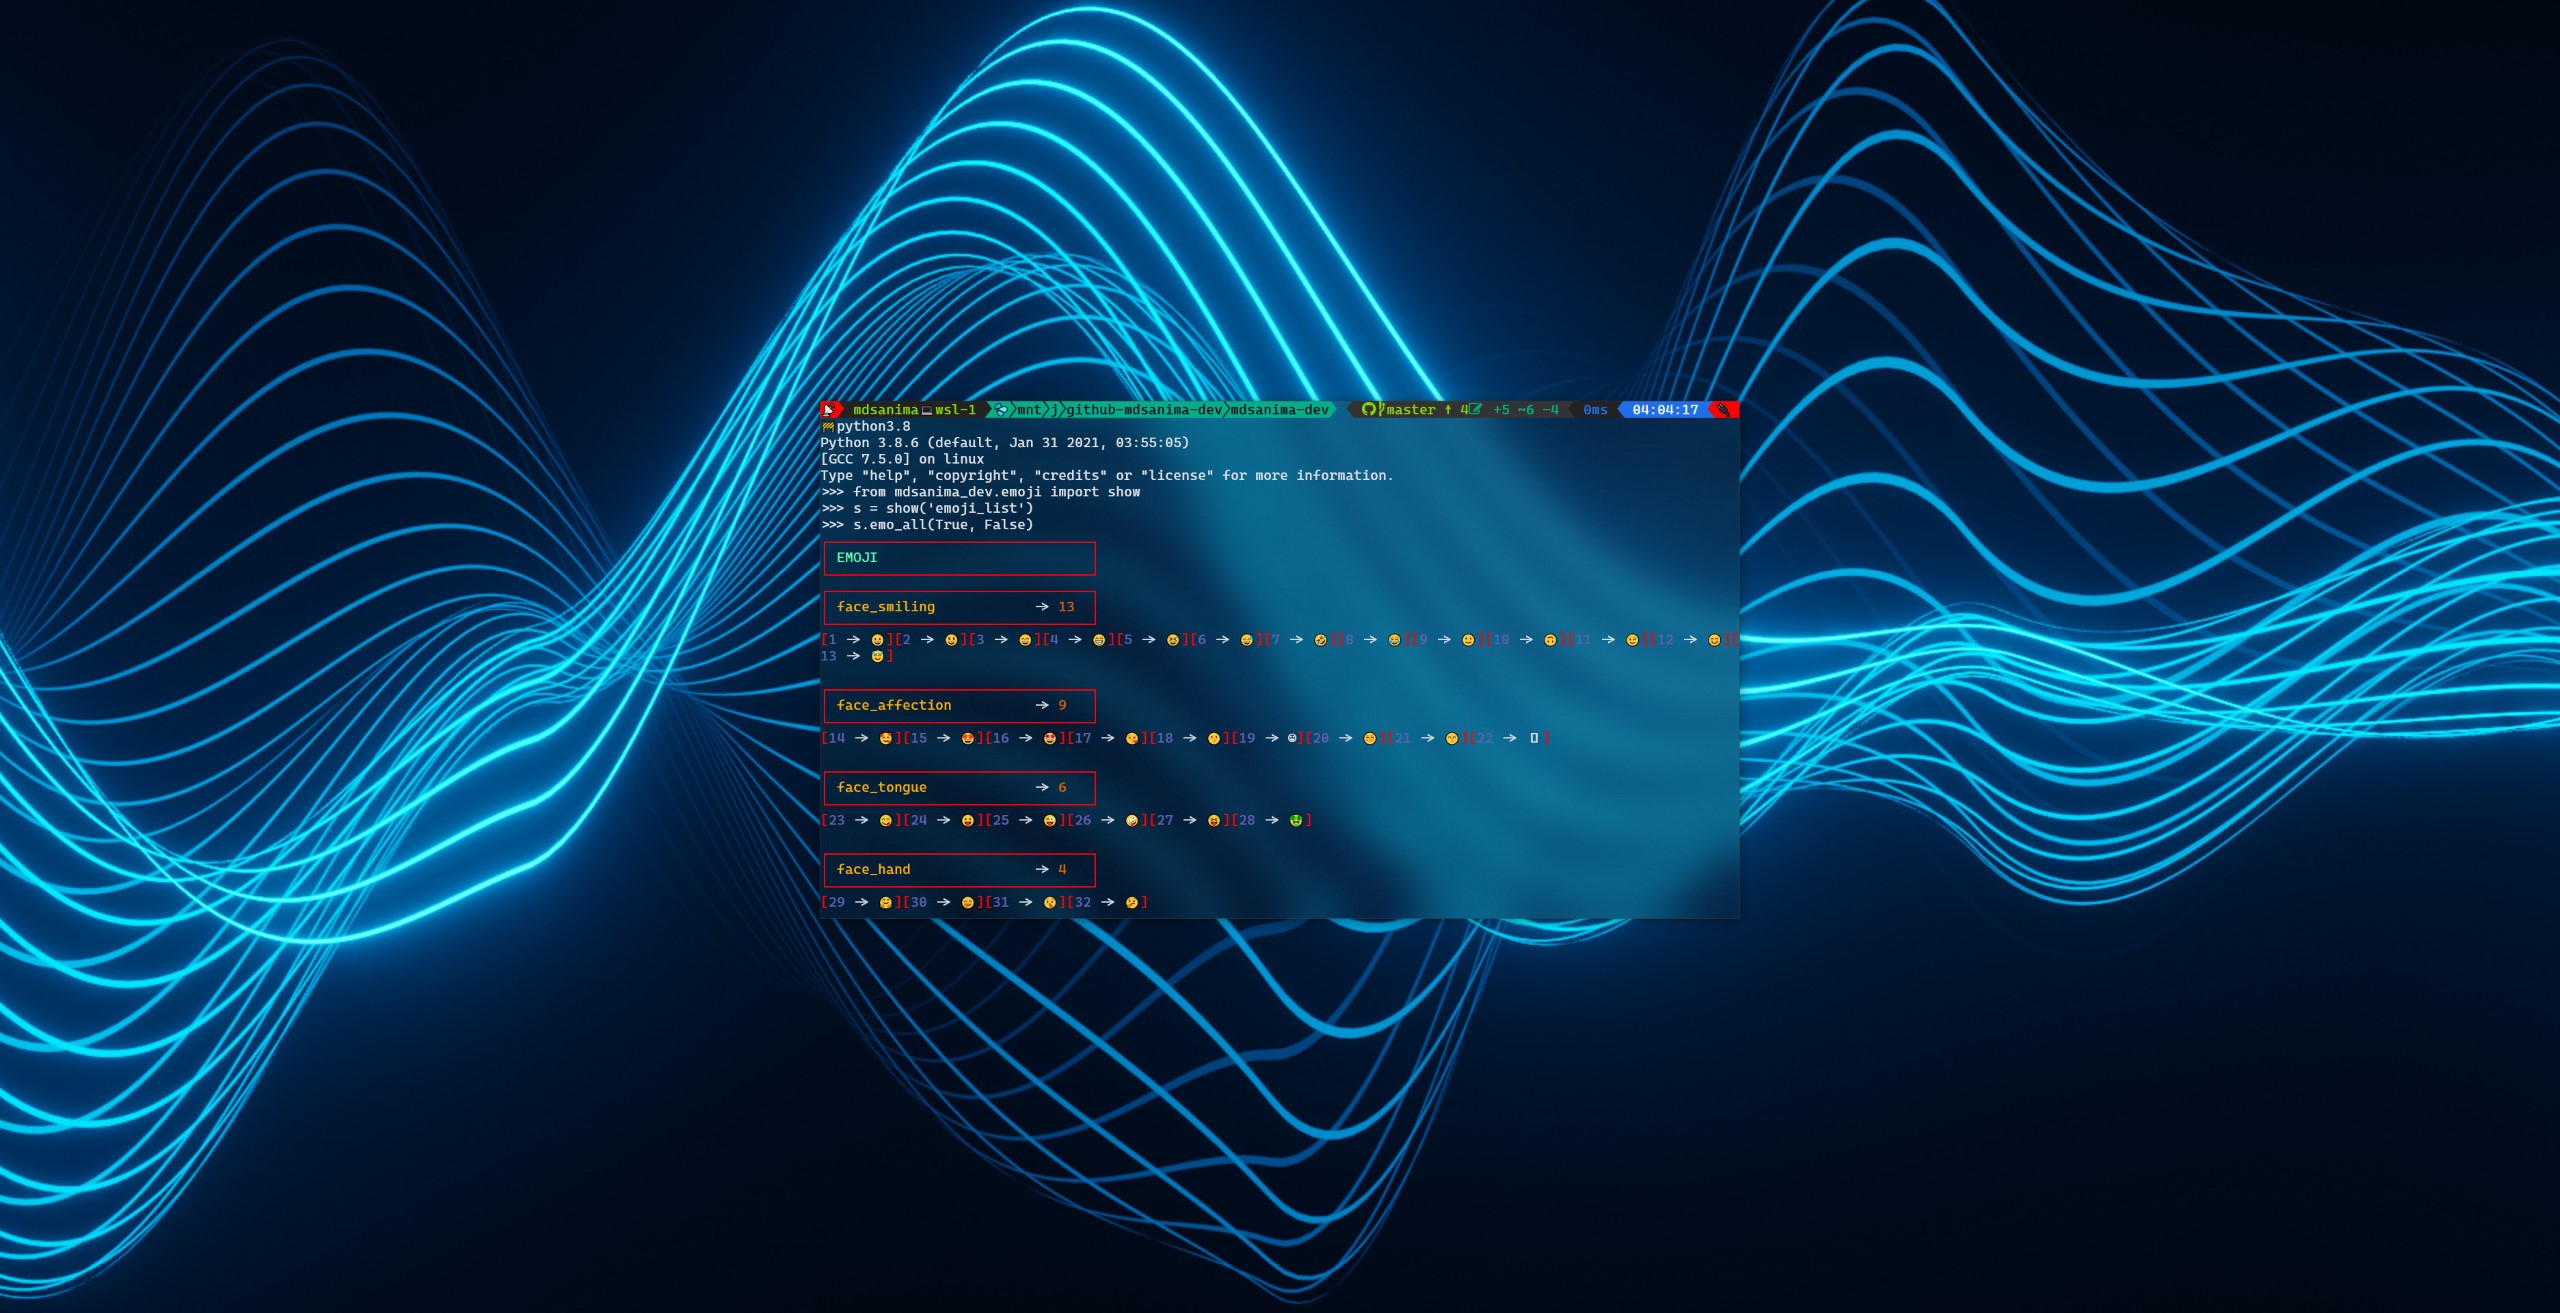 mdsanima wsl-1 mnt j github-mdsanima-dev mdsanima-dev master ↑ 4 +5 ~6 -4 0ms 04:04:17
🚧python3.8
Python 3.8.6 (default, Jan 31 2021, 03:55:05)
[GCC 7.5.0] on linux
Type "help", "copyright", "credits" or "license" for more information.
>>> from mdsanima_dev.emoji import show
>>> s = show('emoji_list')
>>> s.emo_all(True, False)
EMOJI
face_smiling → 13
[1 → 😀][2 → 😃][3 → 😄][4 → 😁][5 → 😆][6 → 😅][7 → 🤣][8 → 😂][9 → 🙂][10 → 🙃][11 → 😉][12 → 😊][
13 → 😇]
face_affection → 9
[14 → 🥰][15 → 😍][16 → 🤩][17 → 😘][18 → 😗][19 → ☺][20 → 😚][21 → 😙][22 → ▯]
face_tongue → 6
[23 → 😋][24 → 😛][25 → 😜][26 → 🤪][27 → 😝][28 → 🤑]
face_hand → 4
[29 → 🤗][30 → 🤭][31 → 🤫][32 → 🤔]